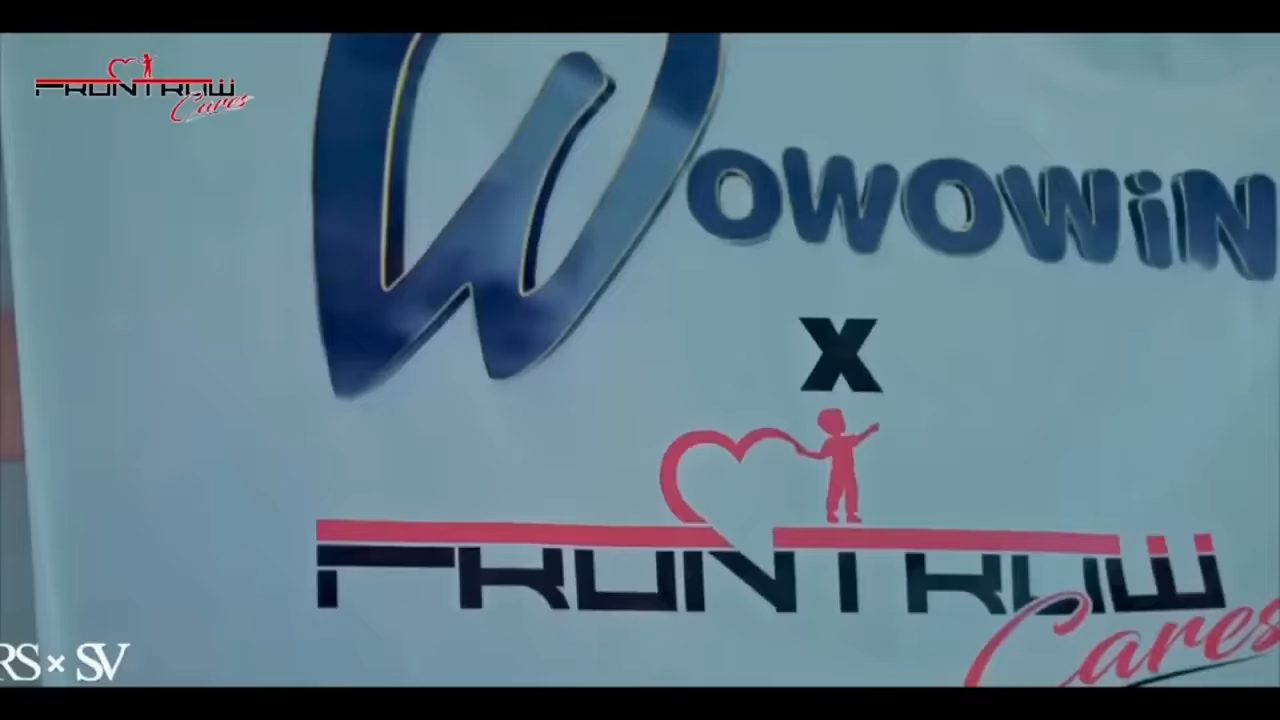 FRONTROW
Cares
WOWOWiN
X
FRONTROW
Cares
RS × SV